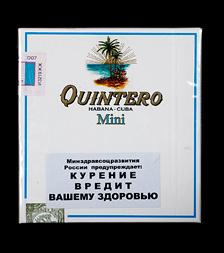 QUINTERO
HABANA - CUBA
Mini
Минздравсоцразвития
России предупреждает:
КУРЕНИЕ
ВРЕДИТ
ВАШЕМУ ЗДОРОВЬЮ